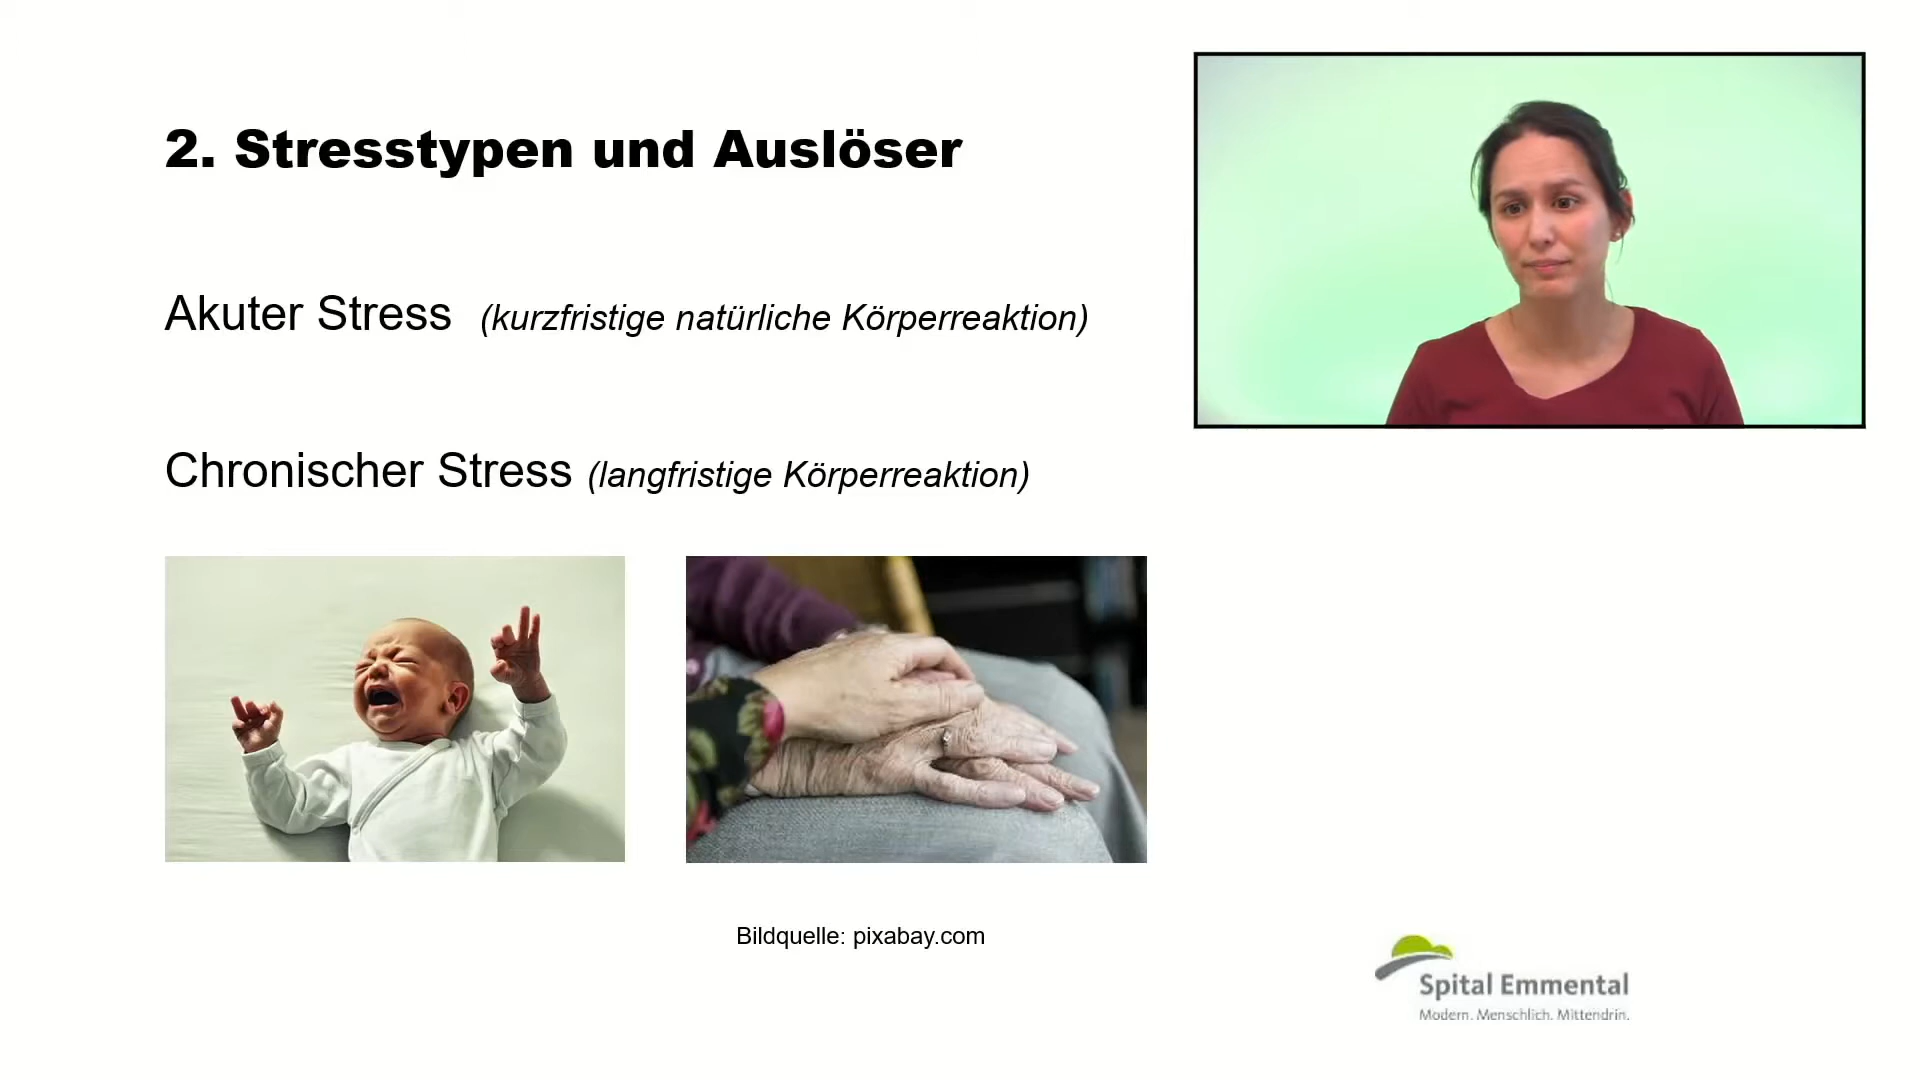 2. Stresstypen und Auslöser
Akuter Stress (kurzfristige natürliche Körperreaktion)
Chronischer Stress (langfristige Körperreaktion)
Bildquelle: pixabay.com
Spital Emmental
Modern. Menschlich. Mittendrin.